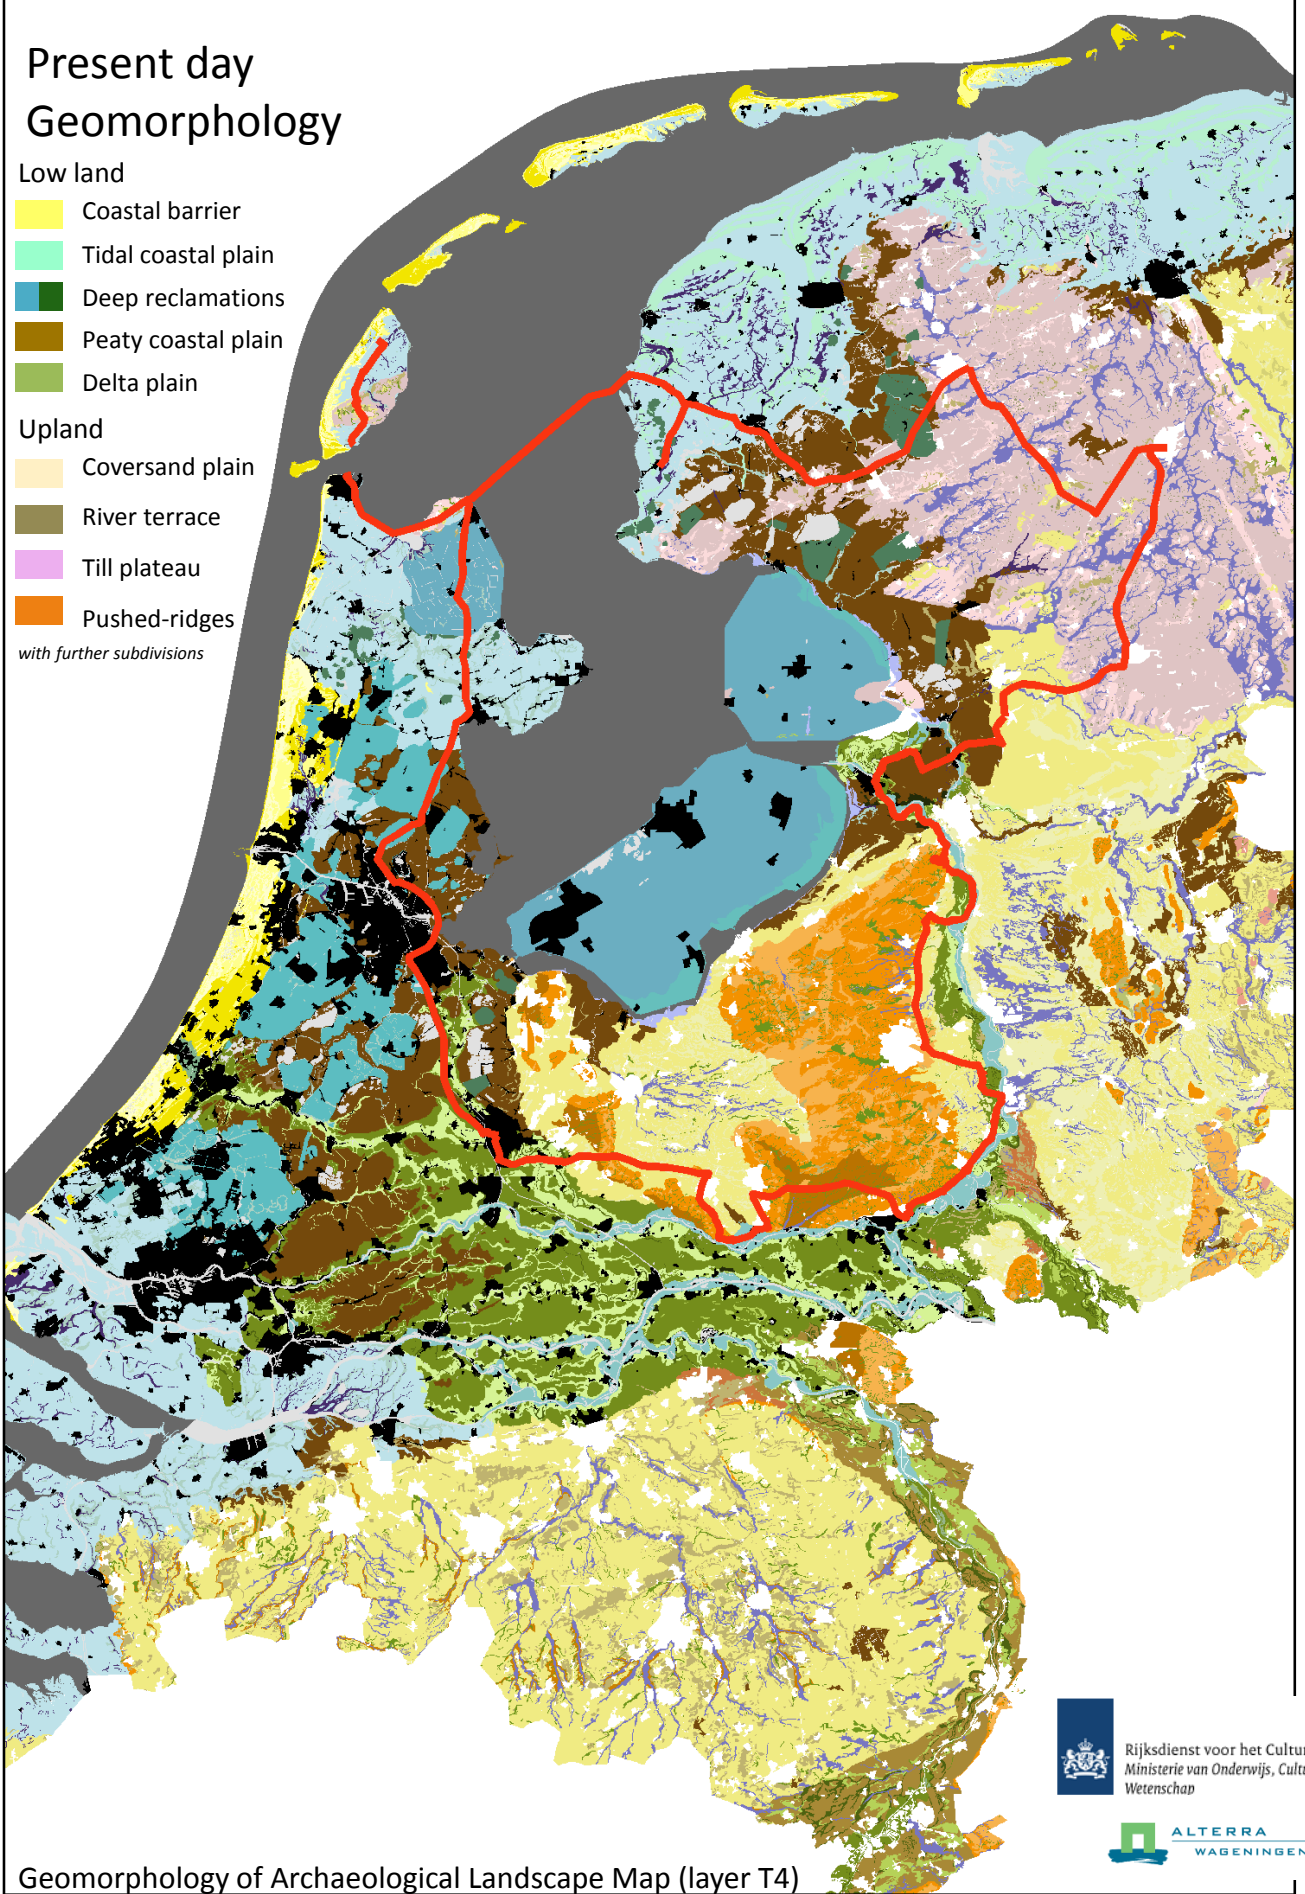 Present day
Geomorphology
Low land
Coastal barrier
Tidal coastal plain
Deep reclamations
Peaty coastal plain
Delta plain
Upland
Coversand plain
River terrace
Till plateau
Pushed-ridges
with further subdivisions
Rijksdienst voor het Cultur
Ministerie van Onderwijs, Cultu
Wetenschap
ALTERRA
WAGENINGEN
Geomorphology of Archaeological Landscape Map (layer T4)